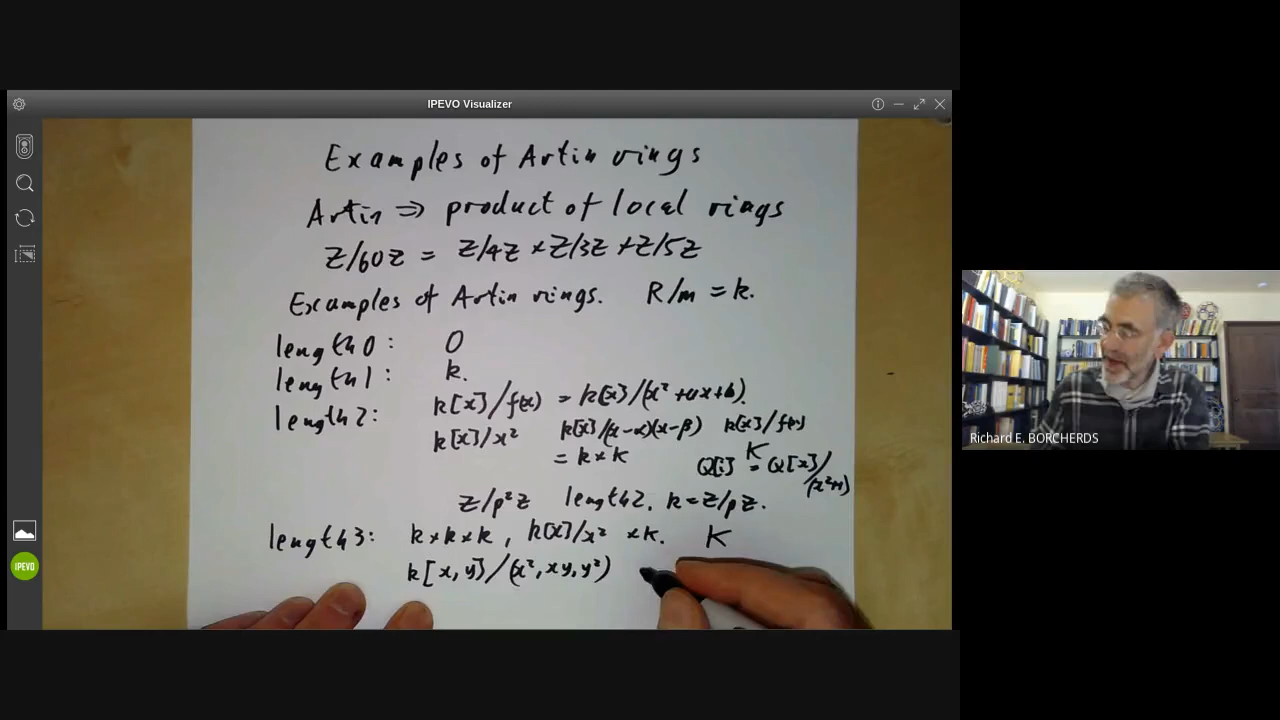 IPEVO Visualizer
Examples of Artin rings
Artin ⇒ product of local rings
Z/60Z = Z/4Z × Z/3Z × Z/5Z
Examples of Artin rings. R/m = k.
length 0: 0
length 1: k.
length 2: k[x]/f(x) = k[x]/(x²+ax+b).
k[x]/x² k[x]/(x-α)(x-β) k[x]/f(x)
= k × k K
Q[i] = Q[x]/(x²+1)
Z/p²Z length 2. k = Z/pZ.
length 3: k × k × k, k[x]/x² × k. K
k[x, y]/(x², xy, y²)
IPEVO
Richard E. BORCHERDS